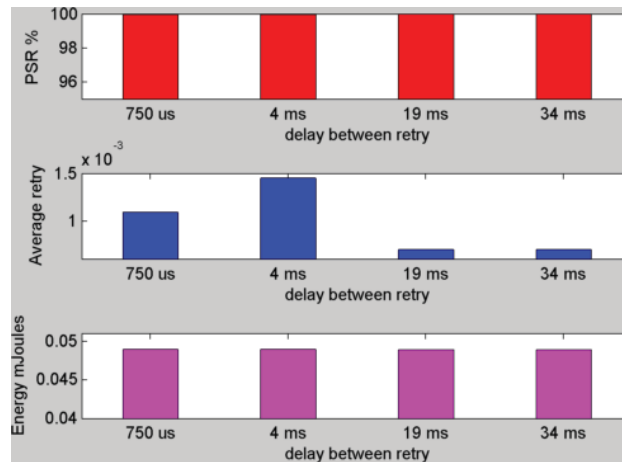 PSR %
100
98
96
750 us 4 ms 19 ms 34 ms
delay between retry
x 10 -3
Average retry
1.5
1
750 us 4 ms 19 ms 34 ms
delay between retry
Energy mJoules
0.05
0.045
0.04
750 us 4 ms 19 ms 34 ms
delay between retry